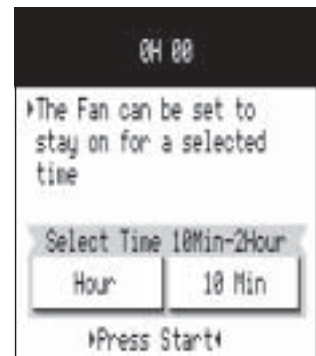 0H 00
The Fan can be set to
stay on for a selected
time
Select Time 10Min-2Hour
Hour 10 Min
Press Start